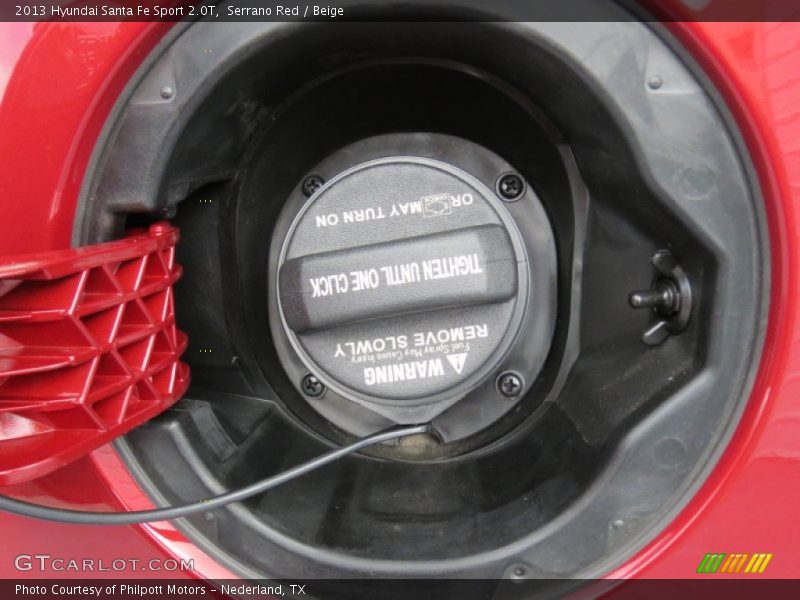 2013 Hyundai Santa Fe Sport 2.0T, Serrano Red / Beige
WARNING
Fuel Spray May Cause Injury
REMOVE SLOWLY
TIGHTEN UNTIL ONE CLICK
OR CHECK MAY TURN ON
GTCARLOT.COM
Photo Courtesy of Philpott Motors - Nederland, TX